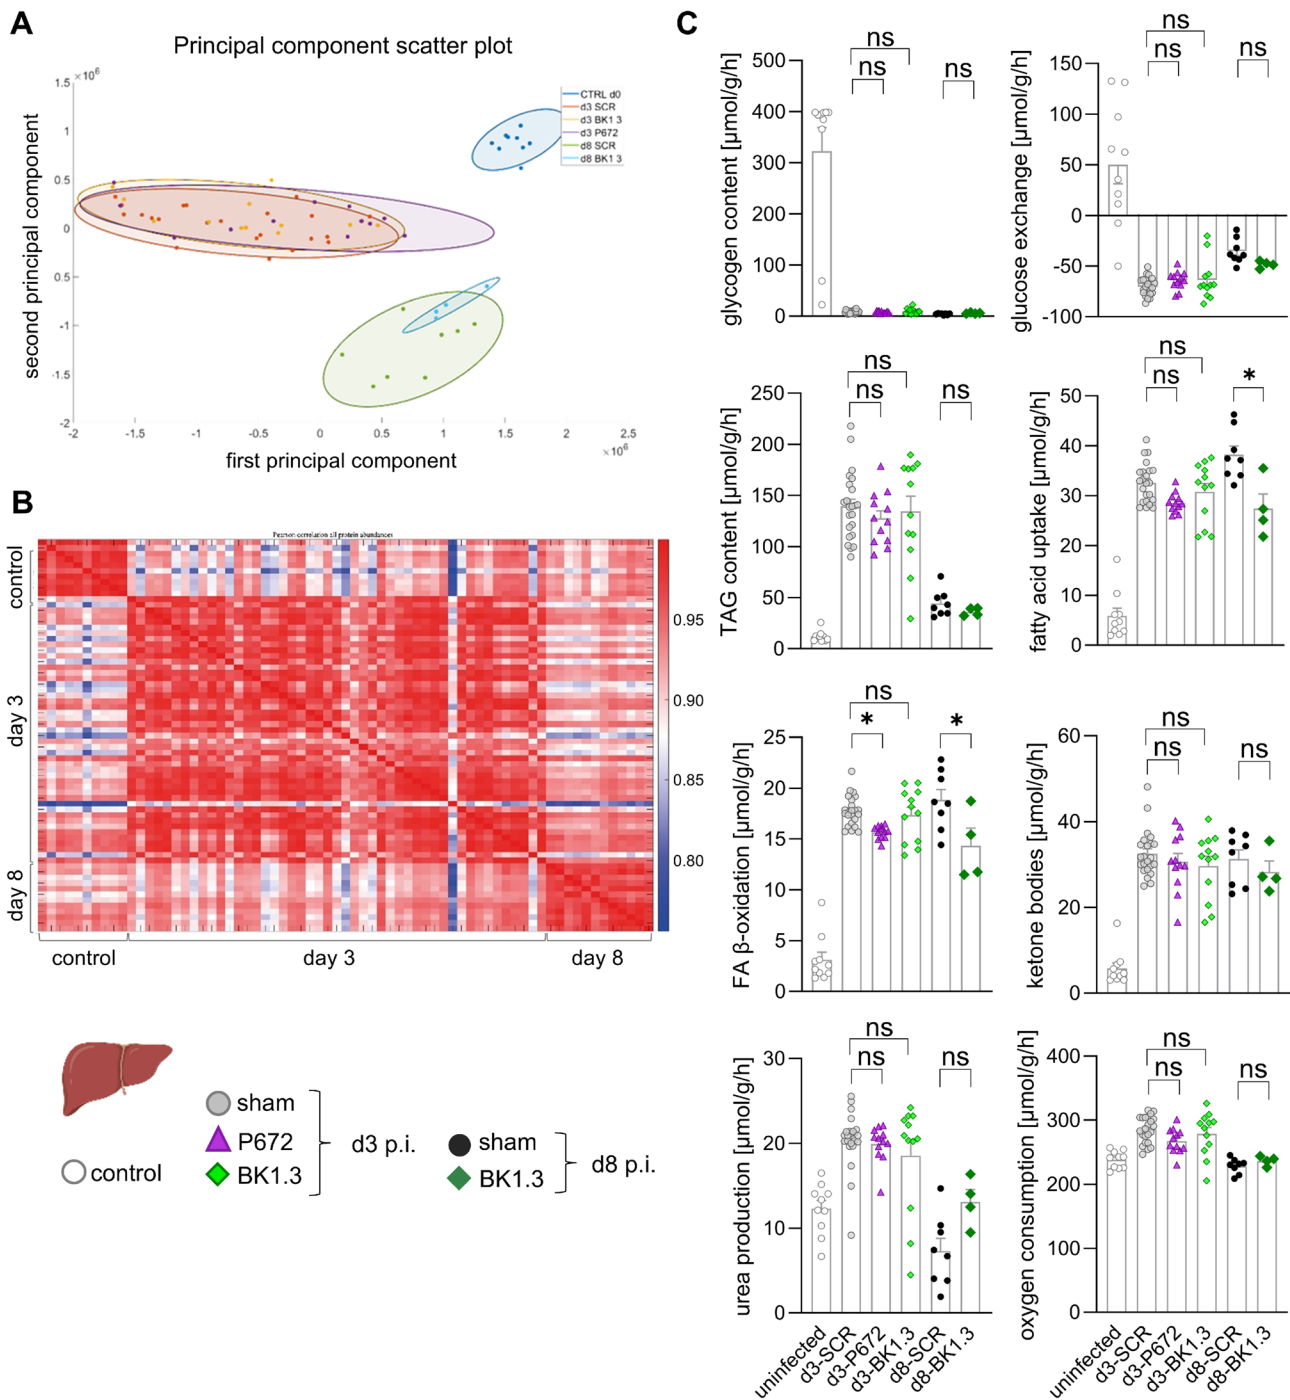 A
Principal component scatter plot
×10⁶
1.5
1
0.5
0
-0.5
-1
-1.5
-2
second principal component
-2
-1.5
-1
-0.5
0
0.5
1
1.5
2
2.5
×10⁶
first principal component
CTRL d0
d3 SCR
d3 BK1 3
d3 P672
d8 SCR
d8 BK1 3
B
Pearson correlation all protein abundances
control
day 3
day 8
0.95
0.90
0.85
0.80
control
day 3
day 8
control
sham
P672
BK1.3
d3 p.i.
sham
BK1.3
d8 p.i.
C
glycogen content [µmol/g/h]
500
400
300
200
100
0
ns
ns
ns
glucose exchange [µmol/g/h]
150
100
50
0
-50
-100
ns
ns
ns
TAG content [µmol/g/h]
250
200
150
100
50
0
ns
ns
ns
fatty acid uptake [µmol/g/h]
50
40
30
20
10
0
ns
ns
*
FA β-oxidation [µmol/g/h]
25
20
15
10
5
0
ns
*
*
ketone bodies [µmol/g/h]
60
40
20
0
ns
ns
ns
urea production [µmol/g/h]
30
20
10
0
ns
ns
ns
oxygen consumption [µmol/g/h]
400
300
200
100
0
ns
ns
ns
uninfected
d3-SCR
d3-P672
d3-BK1.3
d8-SCR
d8-BK1.3
uninfected
d3-SCR
d3-P672
d3-BK1.3
d8-SCR
d8-BK1.3